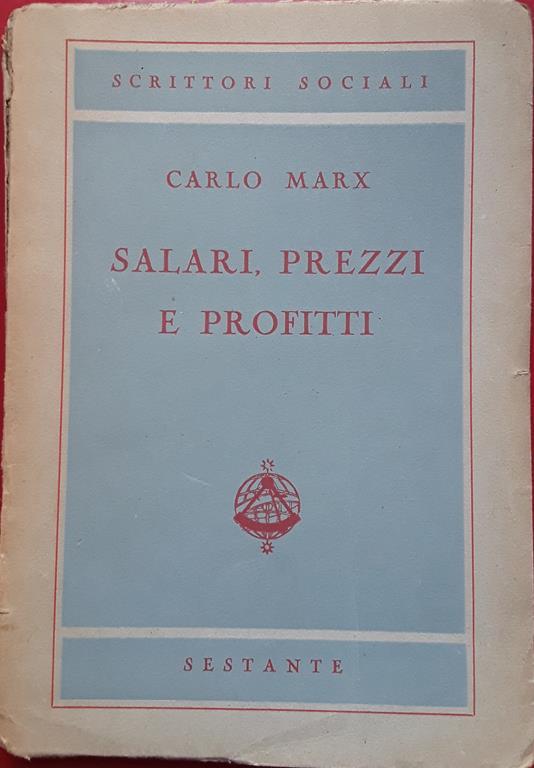 SCRITTORI SOCIALI
CARLO MARX
SALARI, PREZZI
E PROFITTI
SESTANTE